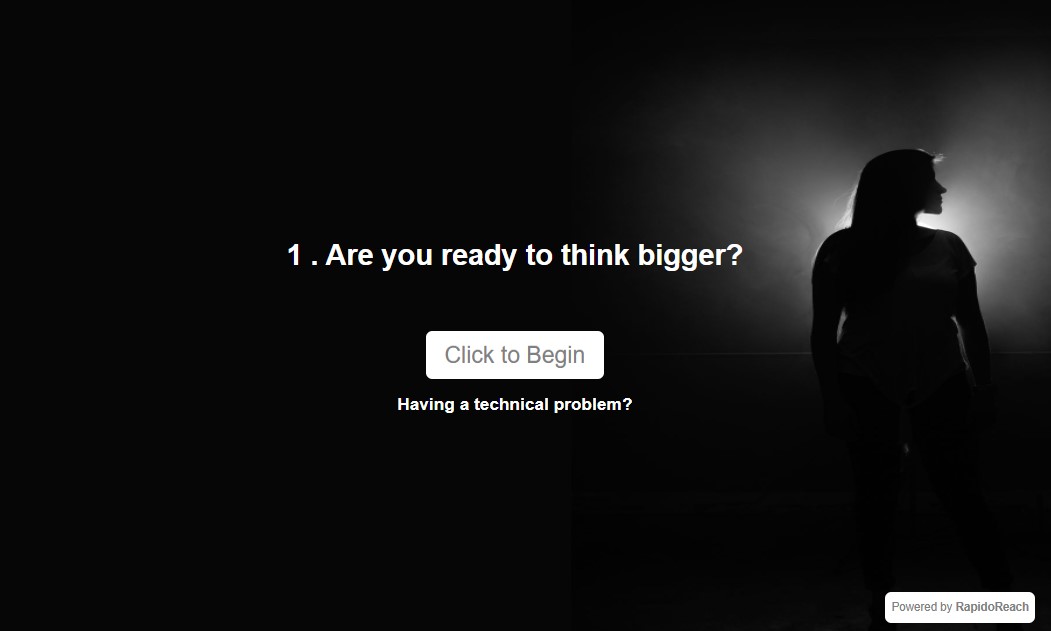 1 . Are you ready to think bigger?
Click to Begin
Having a technical problem?
Powered by RapidoReach